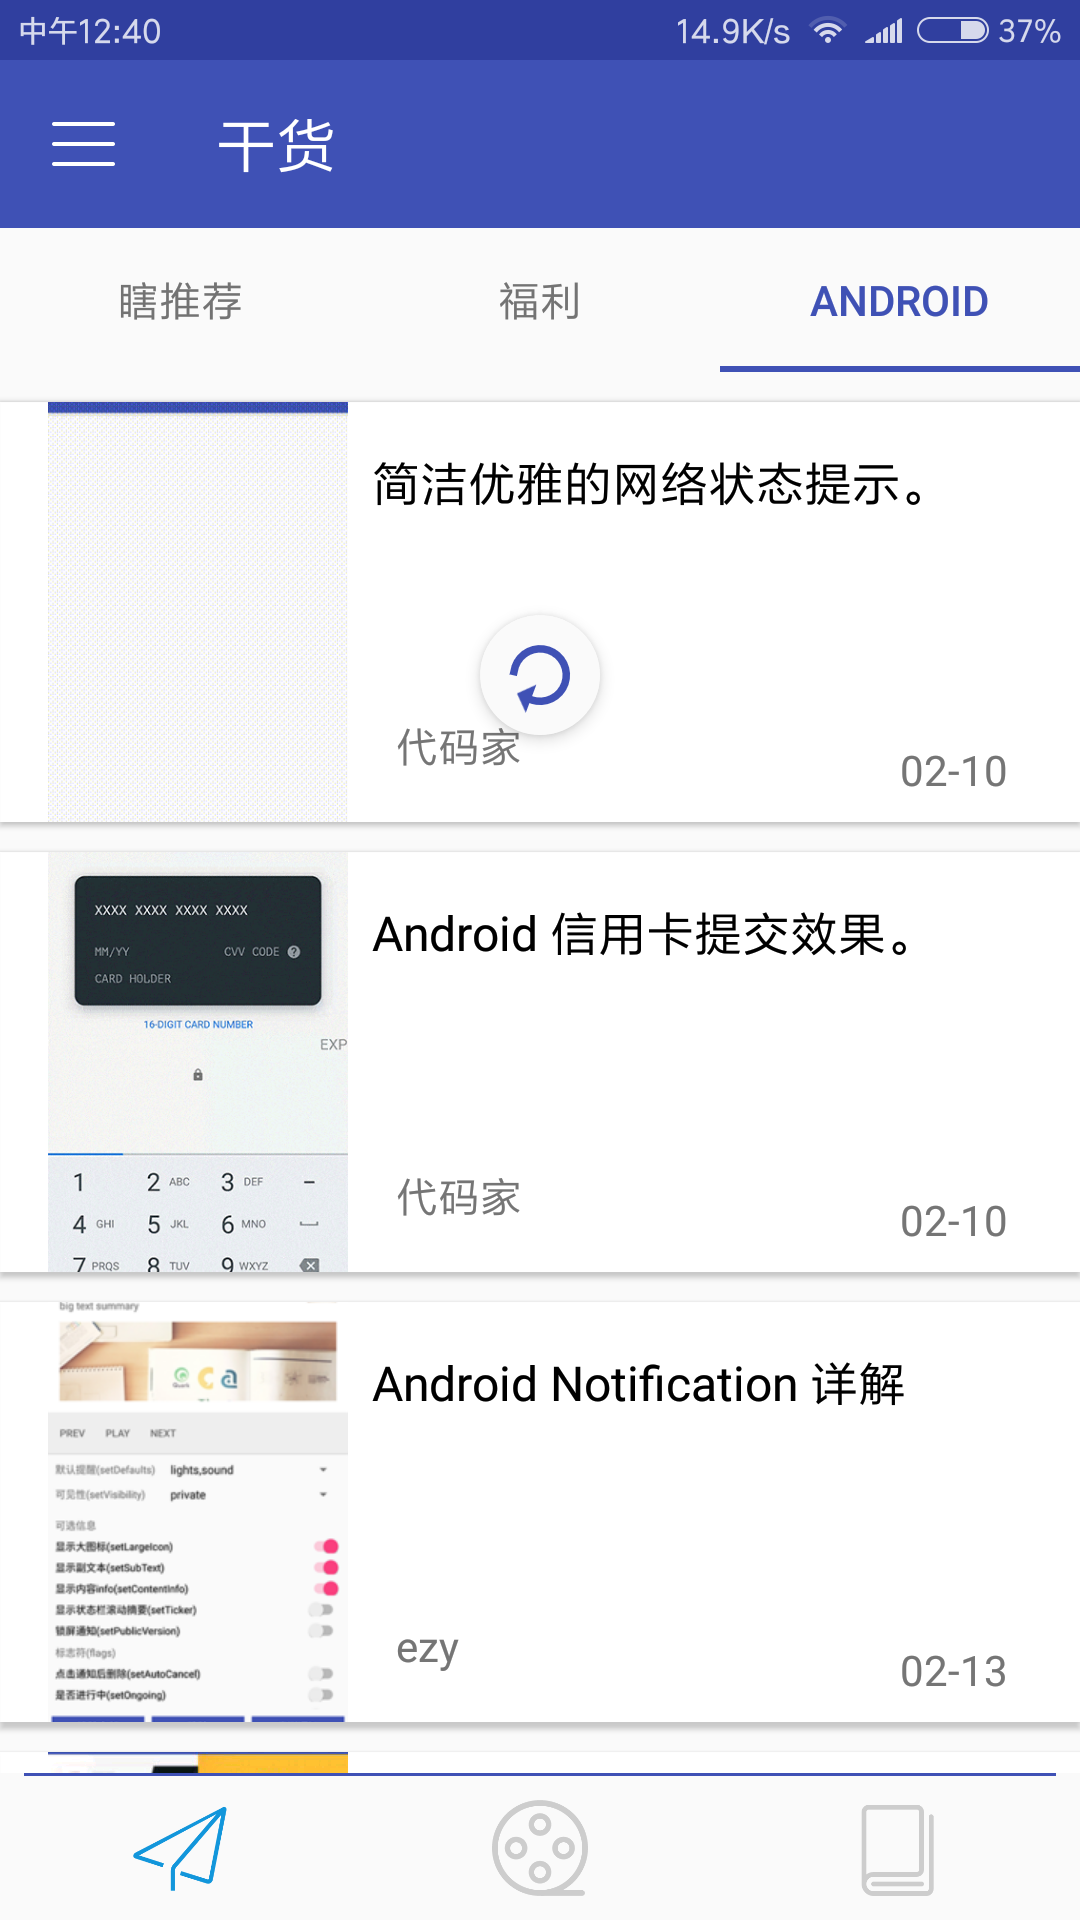 中午12:40
14.9K/s
37%
干货
瞎推荐
福利
ANDROID
简洁优雅的网络状态提示。
代码家
02-10
XXXX XXXX XXXX XXXX
MM/YY
CVV CODE ?
CARD HOLDER
16-DIGIT CARD NUMBER
EXP
1 2 ABC 3 DEF –
4 GHI 5 JKL 6 MNO
7 PRQS 8 TUV 9 WXYZ
Android 信用卡提交效果。
代码家
02-10
big text summary
PREV PLAY NEXT
默认提醒(setDefaults) lights,sound
可见性(setVisibility) private
可选信息
显示大图标(setLargeIcon)
显示副文本(setSubText)
显示内容info(setContentInfo)
显示状态栏滚动摘要(setTicker)
锁屏通知(setPublicVersion)
标志符(flags)
点击通知后删除(setAutoCancel)
是否进行中(setOngoing)
Android Notification 详解
ezy
02-13